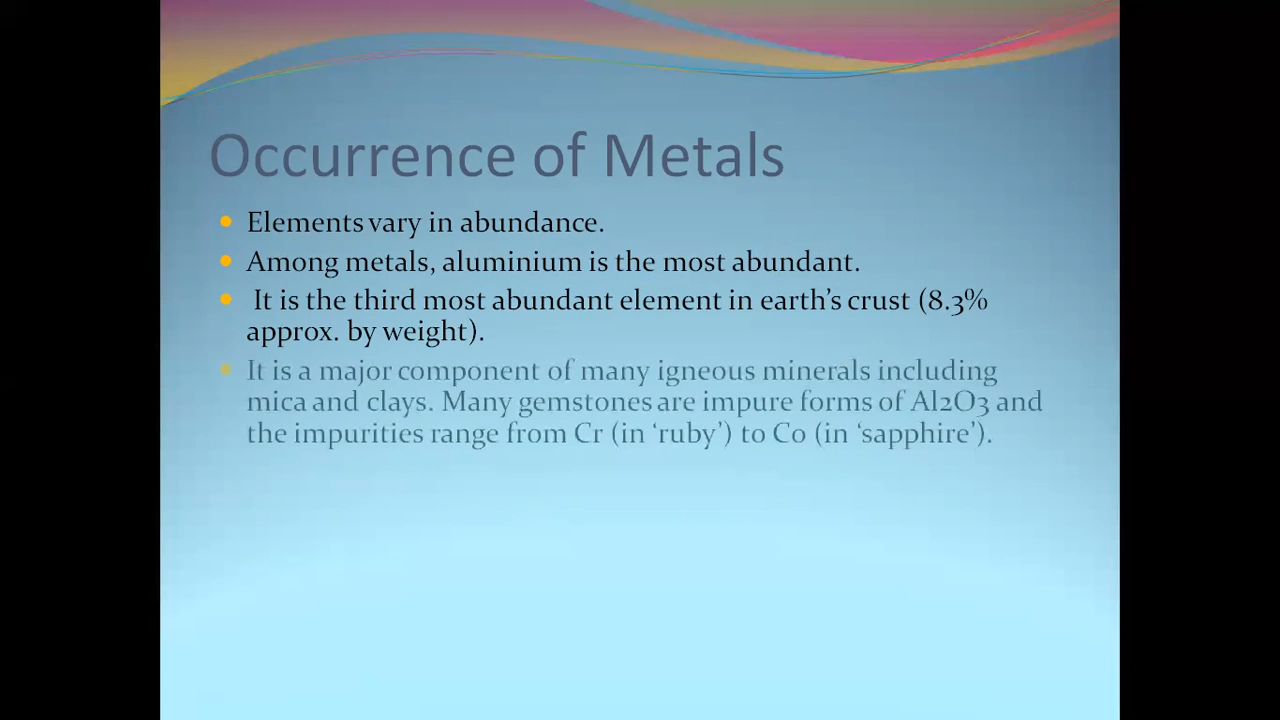 Occurrence of Metals
Elements vary in abundance.
Among metals, aluminium is the most abundant.
It is the third most abundant element in earth’s crust (8.3%
approx. by weight).
It is a major component of many igneous minerals including
mica and clays. Many gemstones are impure forms of Al2O3 and
the impurities range from Cr (in ‘ruby’) to Co (in ‘sapphire’).